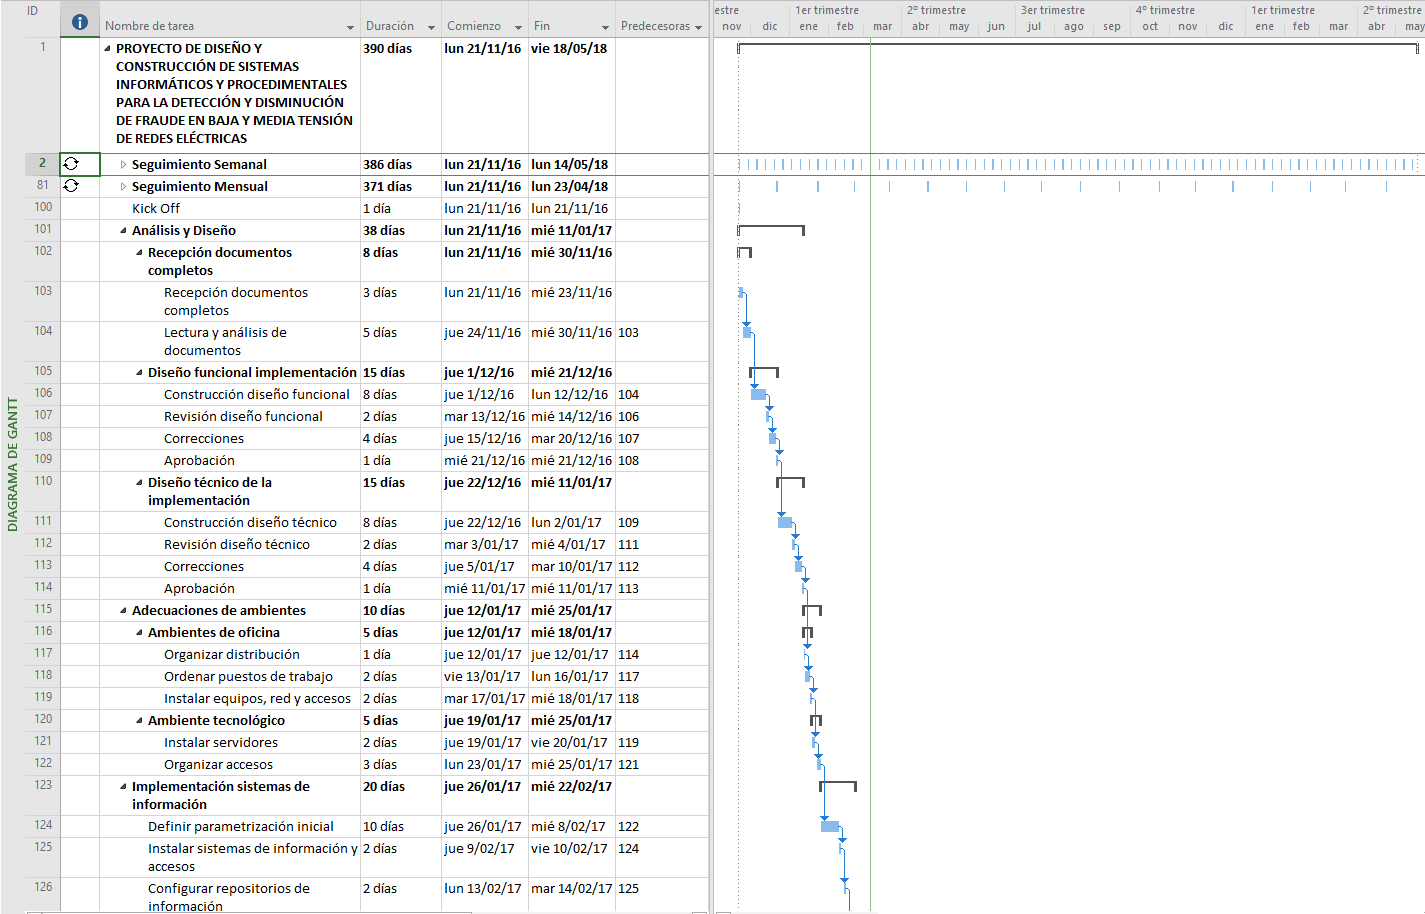 ID Nombre de tarea Duración Comienzo Fin Predecesoras
estre 1er trimestre 2º trimestre 3er trimestre 4º trimestre 1er trimestre 2º trimestre
nov dic ene feb mar abr may jun jul ago sep oct nov dic ene feb mar abr may
DIAGRAMA DE GANTT
1 PROYECTO DE DISEÑO Y 390 días lun 21/11/16 vie 18/05/18
CONSTRUCCIÓN DE SISTEMAS
INFORMÁTICOS Y PROCEDIMENTALES
PARA LA DETECCIÓN Y DISMINUCIÓN
DE FRAUDE EN BAJA Y MEDIA TENSIÓN
DE REDES ELÉCTRICAS
2 Seguimiento Semanal 386 días lun 21/11/16 lun 14/05/18
81 Seguimiento Mensual 371 días lun 21/11/16 lun 23/04/18
100 Kick Off 1 día lun 21/11/16 lun 21/11/16
101 Análisis y Diseño 38 días lun 21/11/16 mié 11/01/17
102 Recepción documentos 8 días lun 21/11/16 mié 30/11/16
completos
103 Recepción documentos 3 días lun 21/11/16 mié 23/11/16
completos
104 Lectura y análisis de 5 días jue 24/11/16 mié 30/11/16 103
documentos
105 Diseño funcional implementación 15 días jue 1/12/16 mié 21/12/16
106 Construcción diseño funcional 8 días jue 1/12/16 lun 12/12/16 104
107 Revisión diseño funcional 2 días mar 13/12/16 mié 14/12/16 106
108 Correcciones 4 días jue 15/12/16 mar 20/12/16 107
109 Aprobación 1 día mié 21/12/16 mié 21/12/16 108
110 Diseño técnico de la 15 días jue 22/12/16 mié 11/01/17
implementación
111 Construcción diseño técnico 8 días jue 22/12/16 lun 2/01/17 109
112 Revisión diseño técnico 2 días mar 3/01/17 mié 4/01/17 111
113 Correcciones 4 días jue 5/01/17 mar 10/01/17 112
114 Aprobación 1 día mié 11/01/17 mié 11/01/17 113
115 Adecuaciones de ambientes 10 días jue 12/01/17 mié 25/01/17
116 Ambientes de oficina 5 días jue 12/01/17 mié 18/01/17
117 Organizar distribución 1 día jue 12/01/17 jue 12/01/17 114
118 Ordenar puestos de trabajo 2 días vie 13/01/17 lun 16/01/17 117
119 Instalar equipos, red y accesos 2 días mar 17/01/17 mié 18/01/17 118
120 Ambiente tecnológico 5 días jue 19/01/17 mié 25/01/17
121 Instalar servidores 2 días jue 19/01/17 vie 20/01/17 119
122 Organizar accesos 3 días lun 23/01/17 mié 25/01/17 121
123 Implementación sistemas de 20 días jue 26/01/17 mié 22/02/17
información
124 Definir parametrización inicial 10 días jue 26/01/17 mié 8/02/17 122
125 Instalar sistemas de información y 2 días jue 9/02/17 vie 10/02/17 124
accesos
126 Configurar repositorios de 2 días lun 13/02/17 mar 14/02/17 125
información